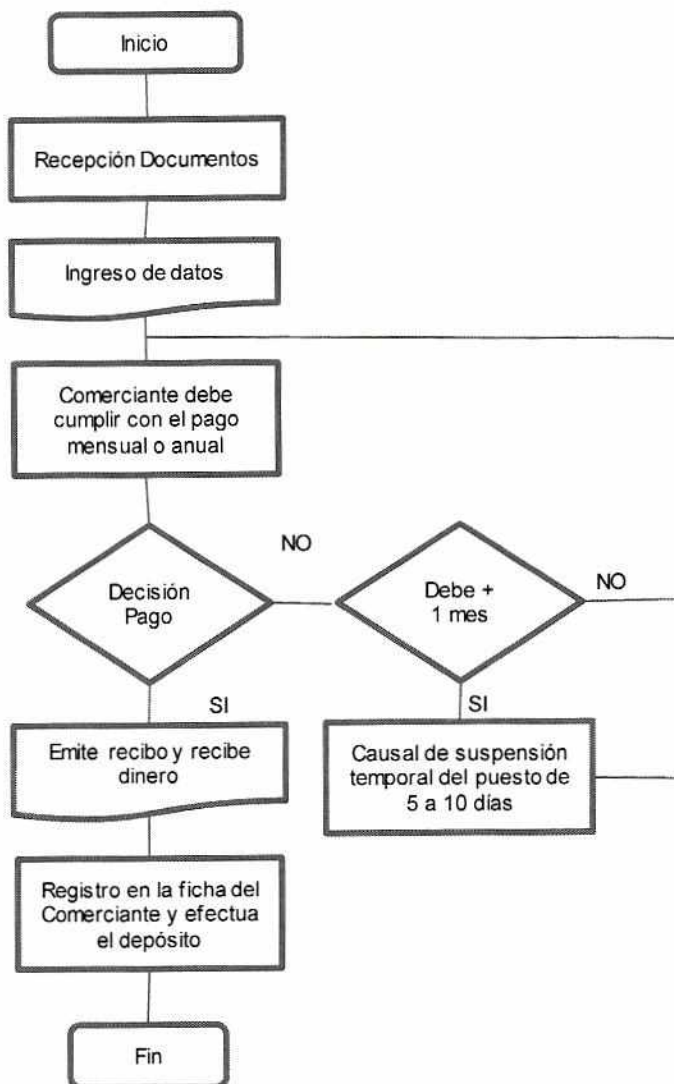 Inicio
Recepción Documentos
Ingreso de datos
Comerciante debe
cumplir con el pago
mensual o anual
Decisión
Pago
NO
Debe +
1 mes
NO
SI
Emite recibo y recibe
dinero
SI
Causal de suspensión
temporal del puesto de
5 a 10 días
Registro en la ficha del
Comerciante y efectua
el depósito
Fin